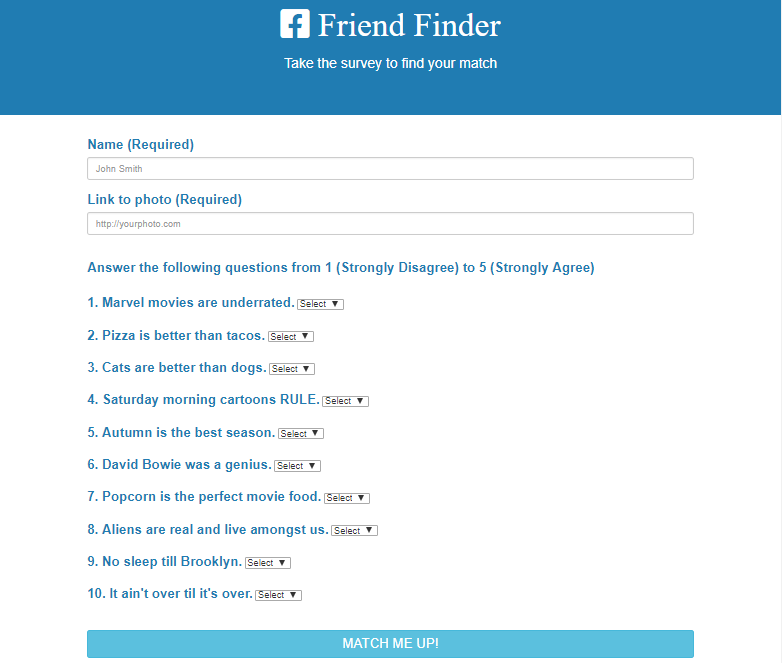 Friend Finder
Take the survey to find your match
Name (Required)
John Smith
Link to photo (Required)
http://yourphoto.com
Answer the following questions from 1 (Strongly Disagree) to 5 (Strongly Agree)
1. Marvel movies are underrated. Select ▼
2. Pizza is better than tacos. Select ▼
3. Cats are better than dogs. Select ▼
4. Saturday morning cartoons RULE. Select ▼
5. Autumn is the best season. Select ▼
6. David Bowie was a genius. Select ▼
7. Popcorn is the perfect movie food. Select ▼
8. Aliens are real and live amongst us. Select ▼
9. No sleep till Brooklyn. Select ▼
10. It ain't over til it's over. Select ▼
MATCH ME UP!